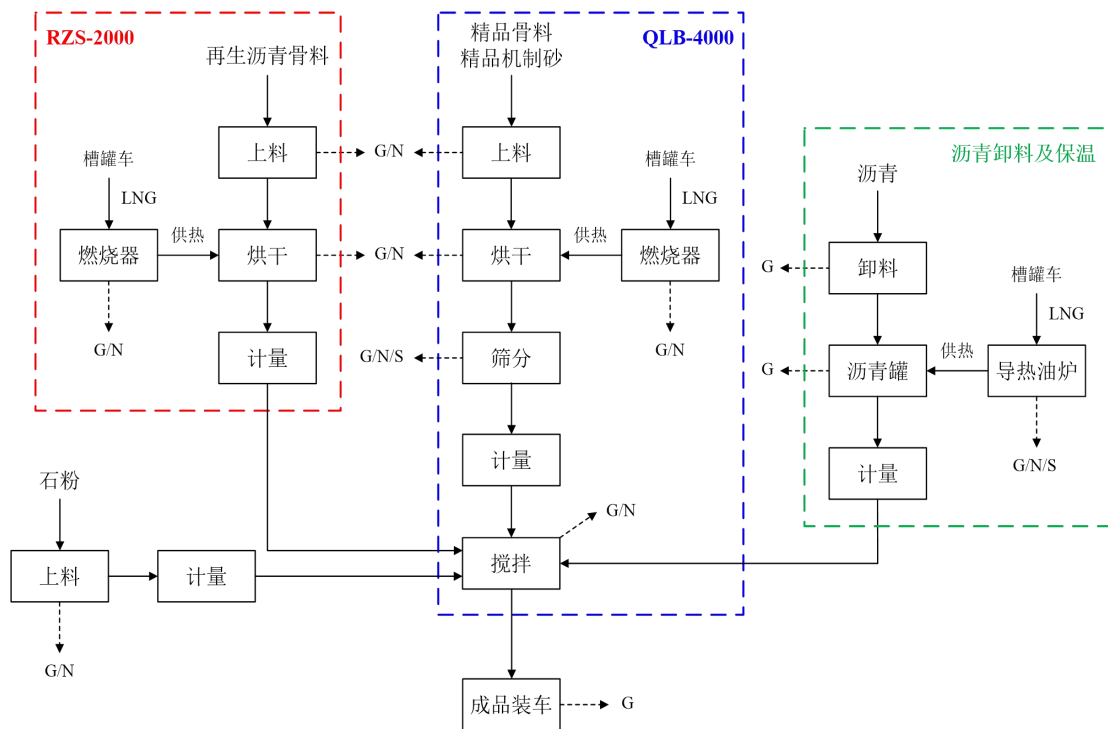 RZS-2000
再生沥青骨料
上料
槽罐车
LNG
燃烧器
供热
烘干
G/N
计量
G/N
G/N
G/N/S
精品骨料
精品机制砂
QLB-4000
上料
烘干
供热
槽罐车
LNG
燃烧器
G/N
筛分
计量
G/N
搅拌
沥青卸料及保温
沥青
G
卸料
槽罐车
LNG
G
沥青罐
供热
导热油炉
G/N/S
计量
石粉
上料
计量
G/N
成品装车
G